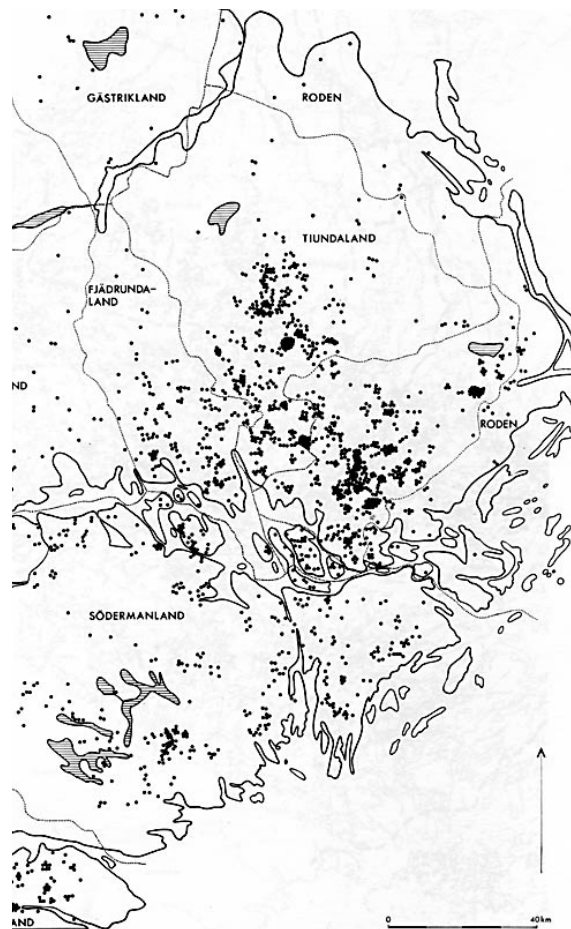 GÄSTRIKLAND
RODEN
TIUNDALAND
FJÄDRUNDA-
LAND
ND
RODEN
SÖDERMANLAND
AND
0 40km